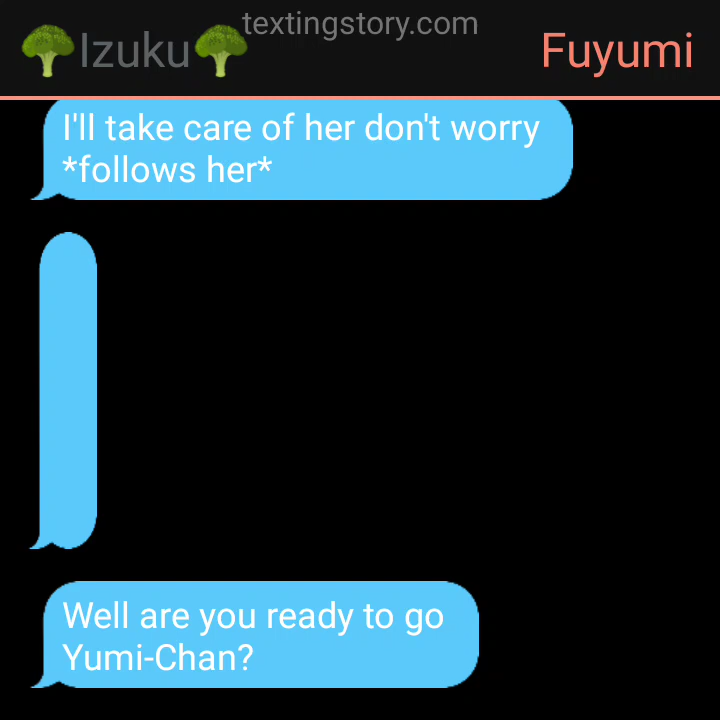 textingstory.com
🥦Izuku🥦
Fuyumi
I'll take care of her don't worry
*follows her*
Well are you ready to go
Yumi-Chan?